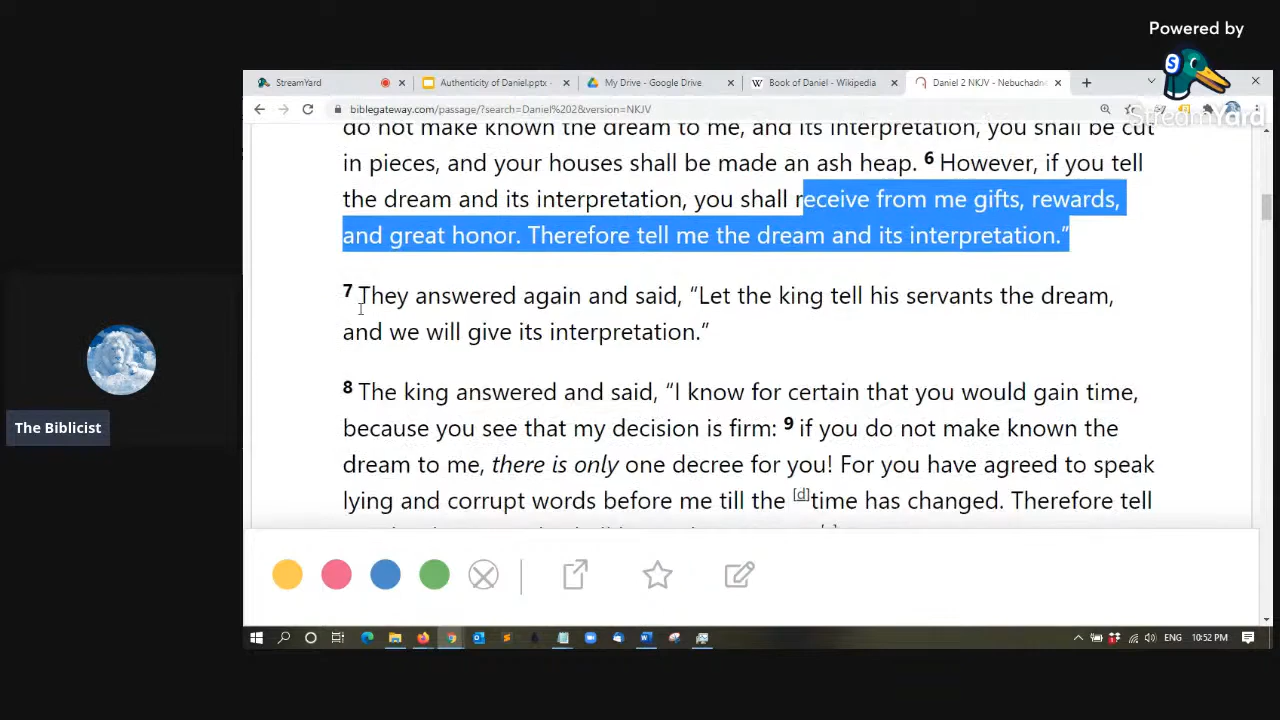 Powered by
S
StreamYard
StreamYard
Authericity of Daniel.pptx -
My Drive - Google Drive
W Book of Daniel - Wikipedia
Daniel 2 NKJV - Nebuchadn
biblegateway.com/passage/?search=Daniel%202&version=NKJV
do not make known the dream to me, and its interpretation, you shall be cut
in pieces, and your houses shall be made an ash heap. 6 However, if you tell
the dream and its interpretation, you shall receive from me gifts, rewards,
and great honor. Therefore tell me the dream and its interpretation.”
7 They answered again and said, “Let the king tell his servants the dream,
and we will give its interpretation.”
8 The king answered and said, “I know for certain that you would gain time,
because you see that my decision is firm: 9 if you do not make known the
dream to me, there is only one decree for you! For you have agreed to speak
lying and corrupt words before me till the [d]time has changed. Therefore tell
The Biblicist
ENG
10:52 PM